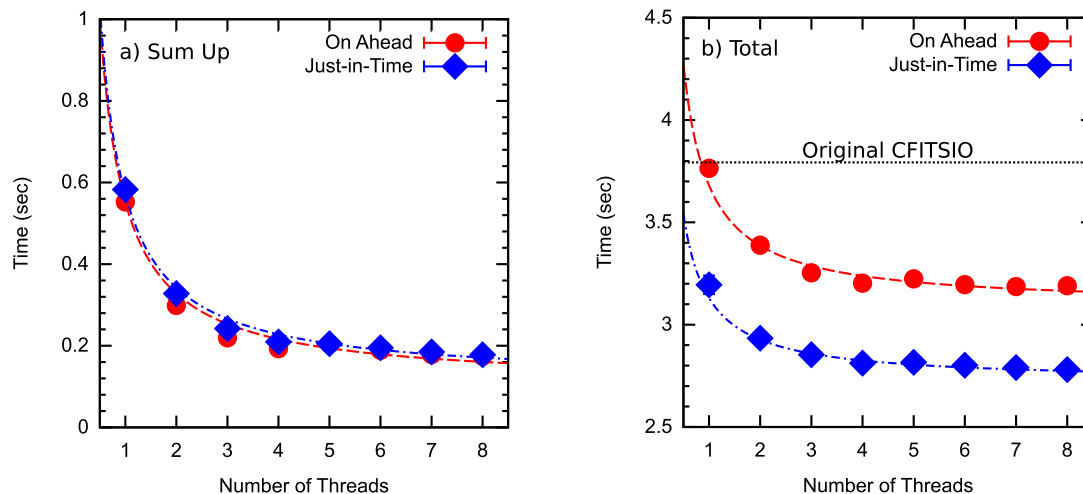 a) Sum Up
On Ahead
Just-in-Time
1
0.8
0.6
0.4
0.2
0
Time (sec)
1 2 3 4 5 6 7 8
Number of Threads
b) Total
On Ahead
Just-in-Time
Original CFITSIO
4.5
4
3.5
3
2.5
Time (sec)
1 2 3 4 5 6 7 8
Number of Threads